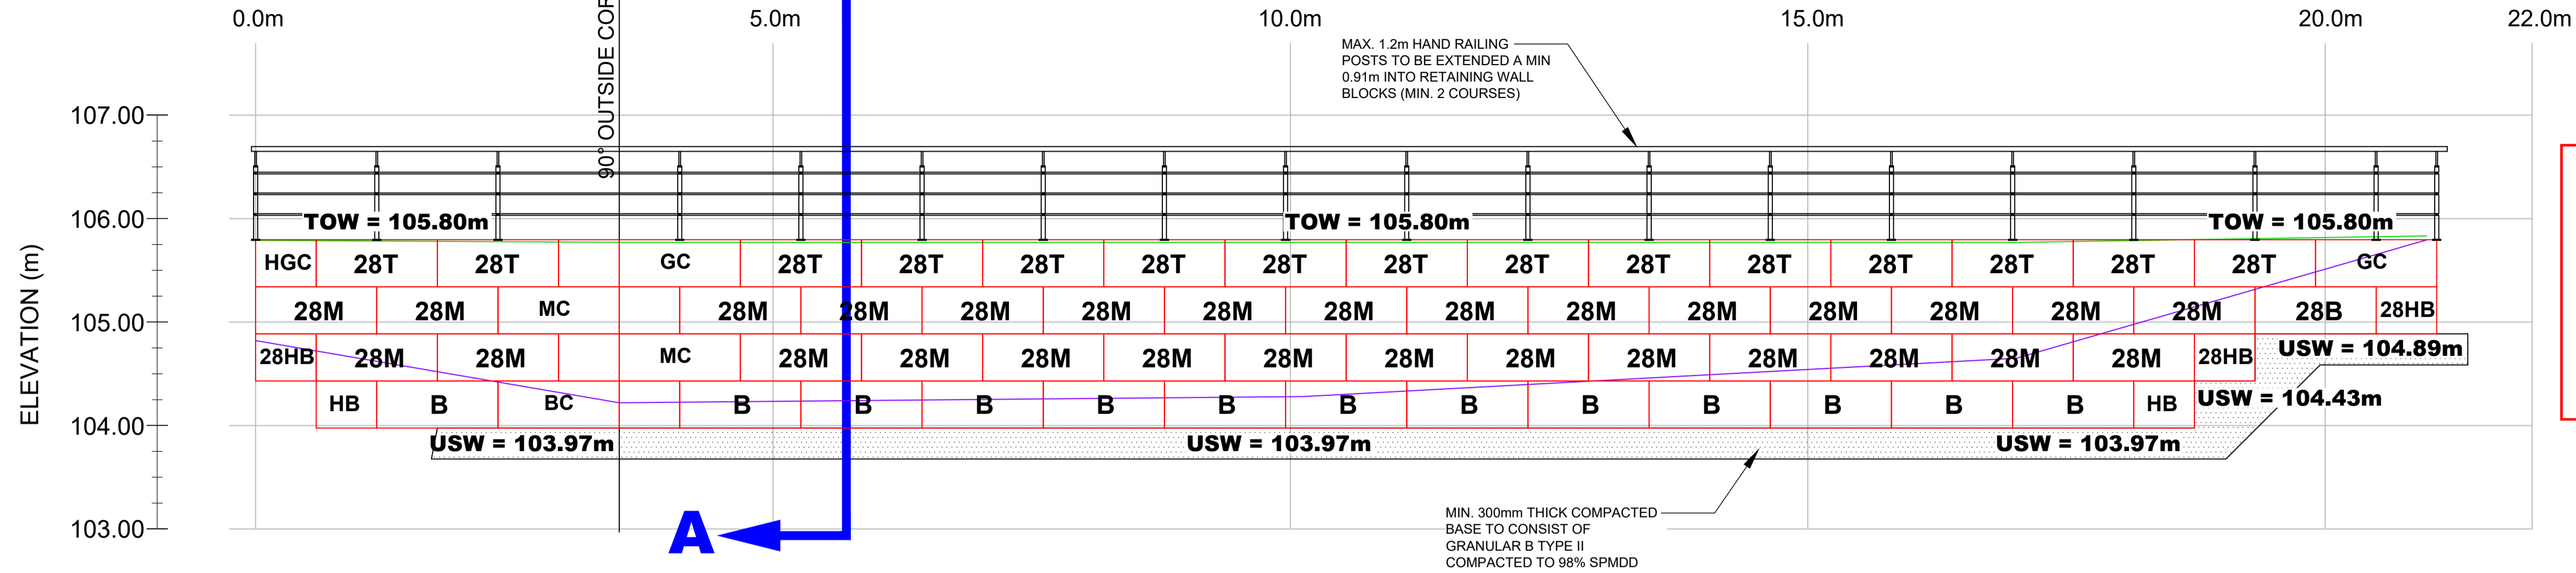 0.0m 5.0m 10.0m 15.0m 20.0m 22.0m
90° OUTSIDE COR
MAX. 1.2m HAND RAILING
POSTS TO BE EXTENDED A MIN
0.91m INTO RETAINING WALL
BLOCKS (MIN. 2 COURSES)
ELEVATION (m)
107.00
106.00
105.00
104.00
103.00
TOW = 105.80m TOW = 105.80m TOW = 105.80m
HGC 28T 28T GC 28T 28T 28T 28T 28T 28T 28T 28T 28T 28T 28T 28T 28T GC
28M 28M MC 28M 28M 28M 28M 28M 28M 28M 28M 28M 28M 28M 28M 28M 28B 28HB
28HB 28M 28M MC 28M 28M 28M 28M 28M 28M 28M 28M 28M 28M 28M 28M 28HB
USW = 104.89m
HB B BC B B B B B B B B B B B B HB
USW = 104.43m
USW = 103.97m USW = 103.97m USW = 103.97m
A
MIN. 300mm THICK COMPACTED
BASE TO CONSIST OF
GRANULAR B TYPE II
COMPACTED TO 98% SPMDD